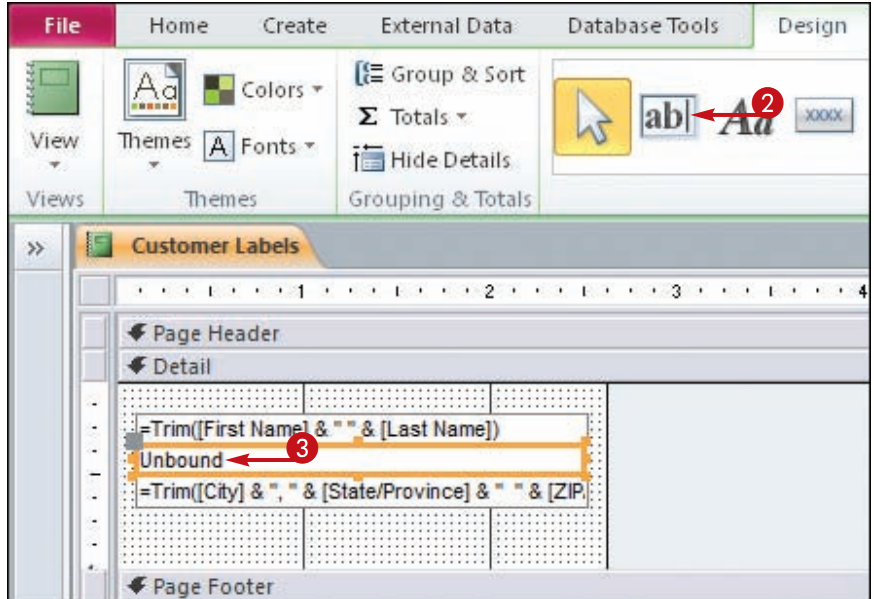 File Home Create External Data Database Tools Design
View
Themes
Colors
Fonts
Group & Sort
Σ Totals
Hide Details
ab|
Aa
XXXX
2
Views Themes Grouping & Totals
» Customer Labels
1 2 3 4
Page Header
Detail
=Trim([First Name] & " " & [Last Name])
Unbound 3
=Trim([City] & ", " & [State/Province] & "  " & [ZIP
Page Footer